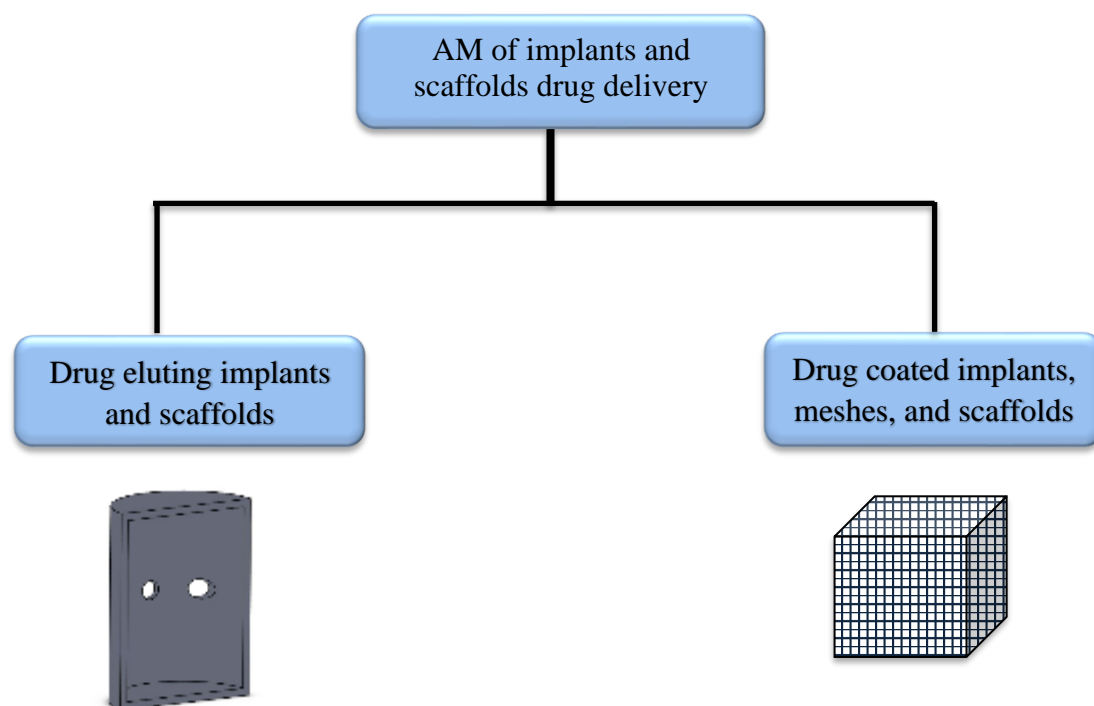 AM of implants and
scaffolds drug delivery
Drug eluting implants
and scaffolds
Drug coated implants,
meshes, and scaffolds